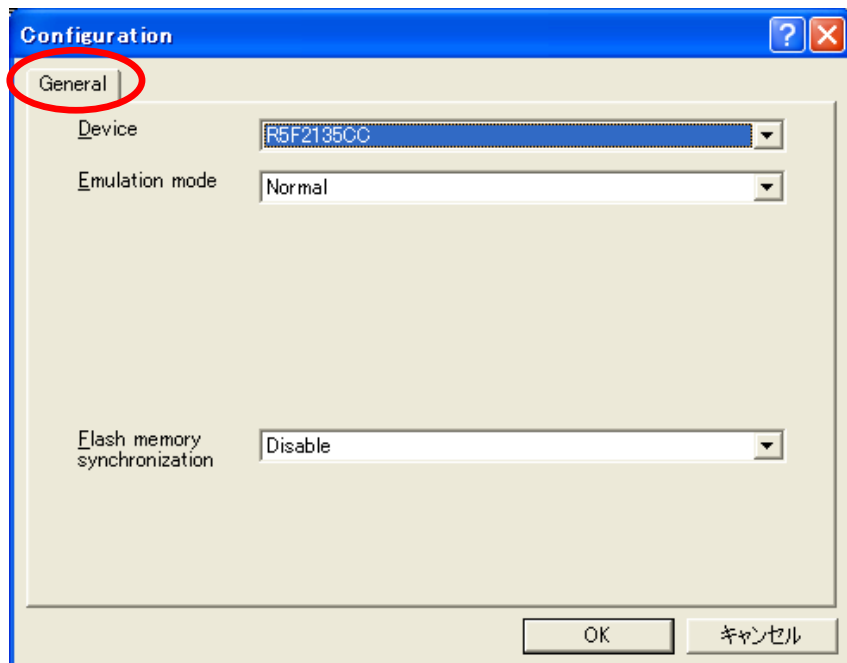 Configuration
General
Device
R5F2135CC
Emulation mode
Normal
Flash memory
synchronization
Disable
OK
キャンセル